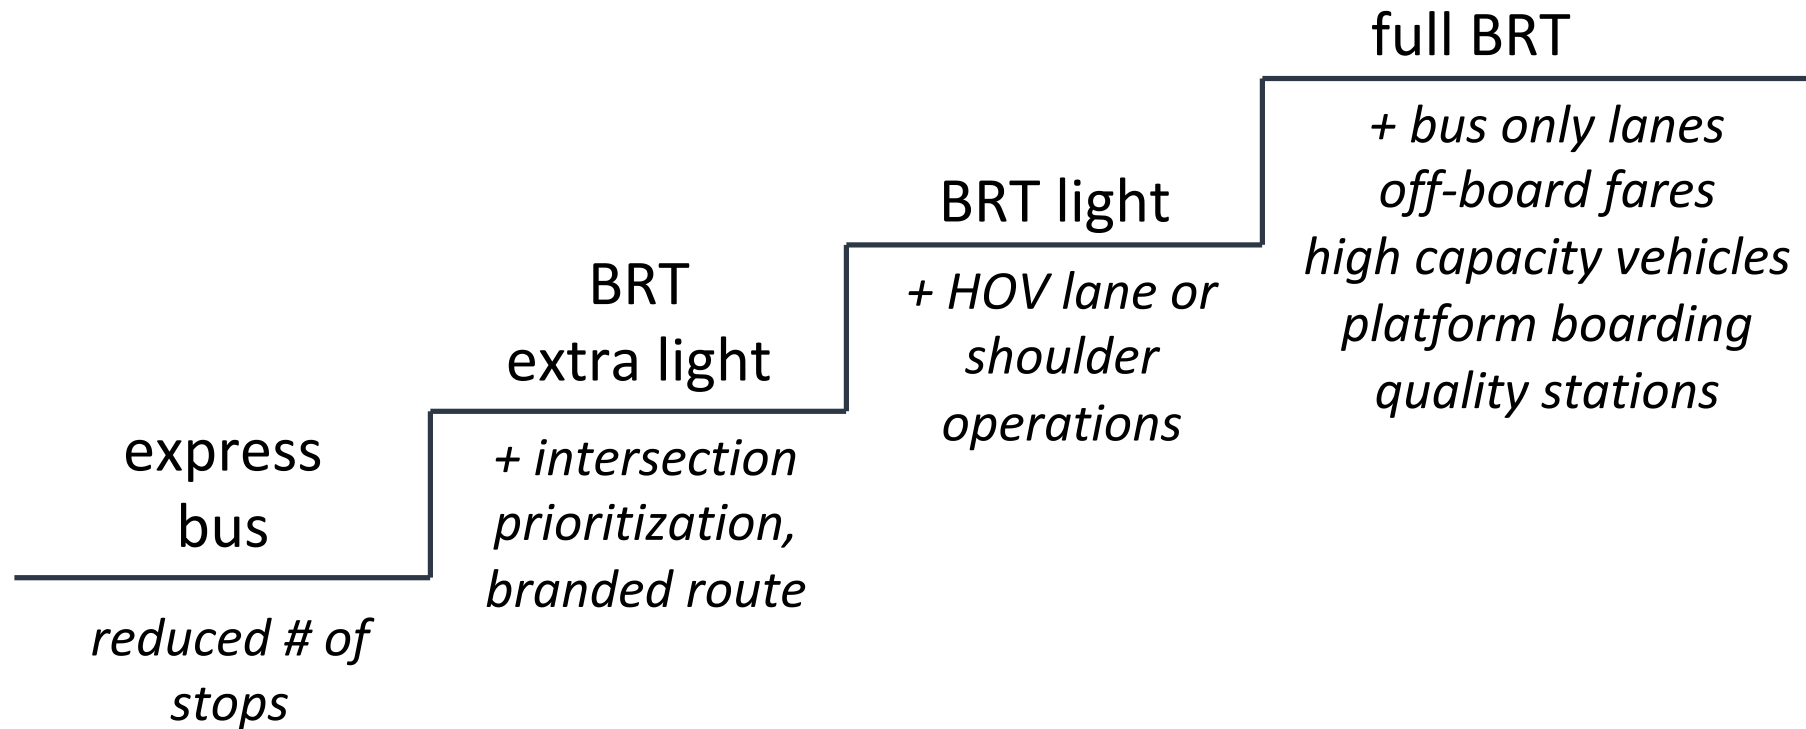 express
bus
reduced # of
stops
BRT
extra light
+ intersection
prioritization,
branded route
BRT light
+ HOV lane or
shoulder
operations
full BRT
+ bus only lanes
off-board fares
high capacity vehicles
platform boarding
quality stations